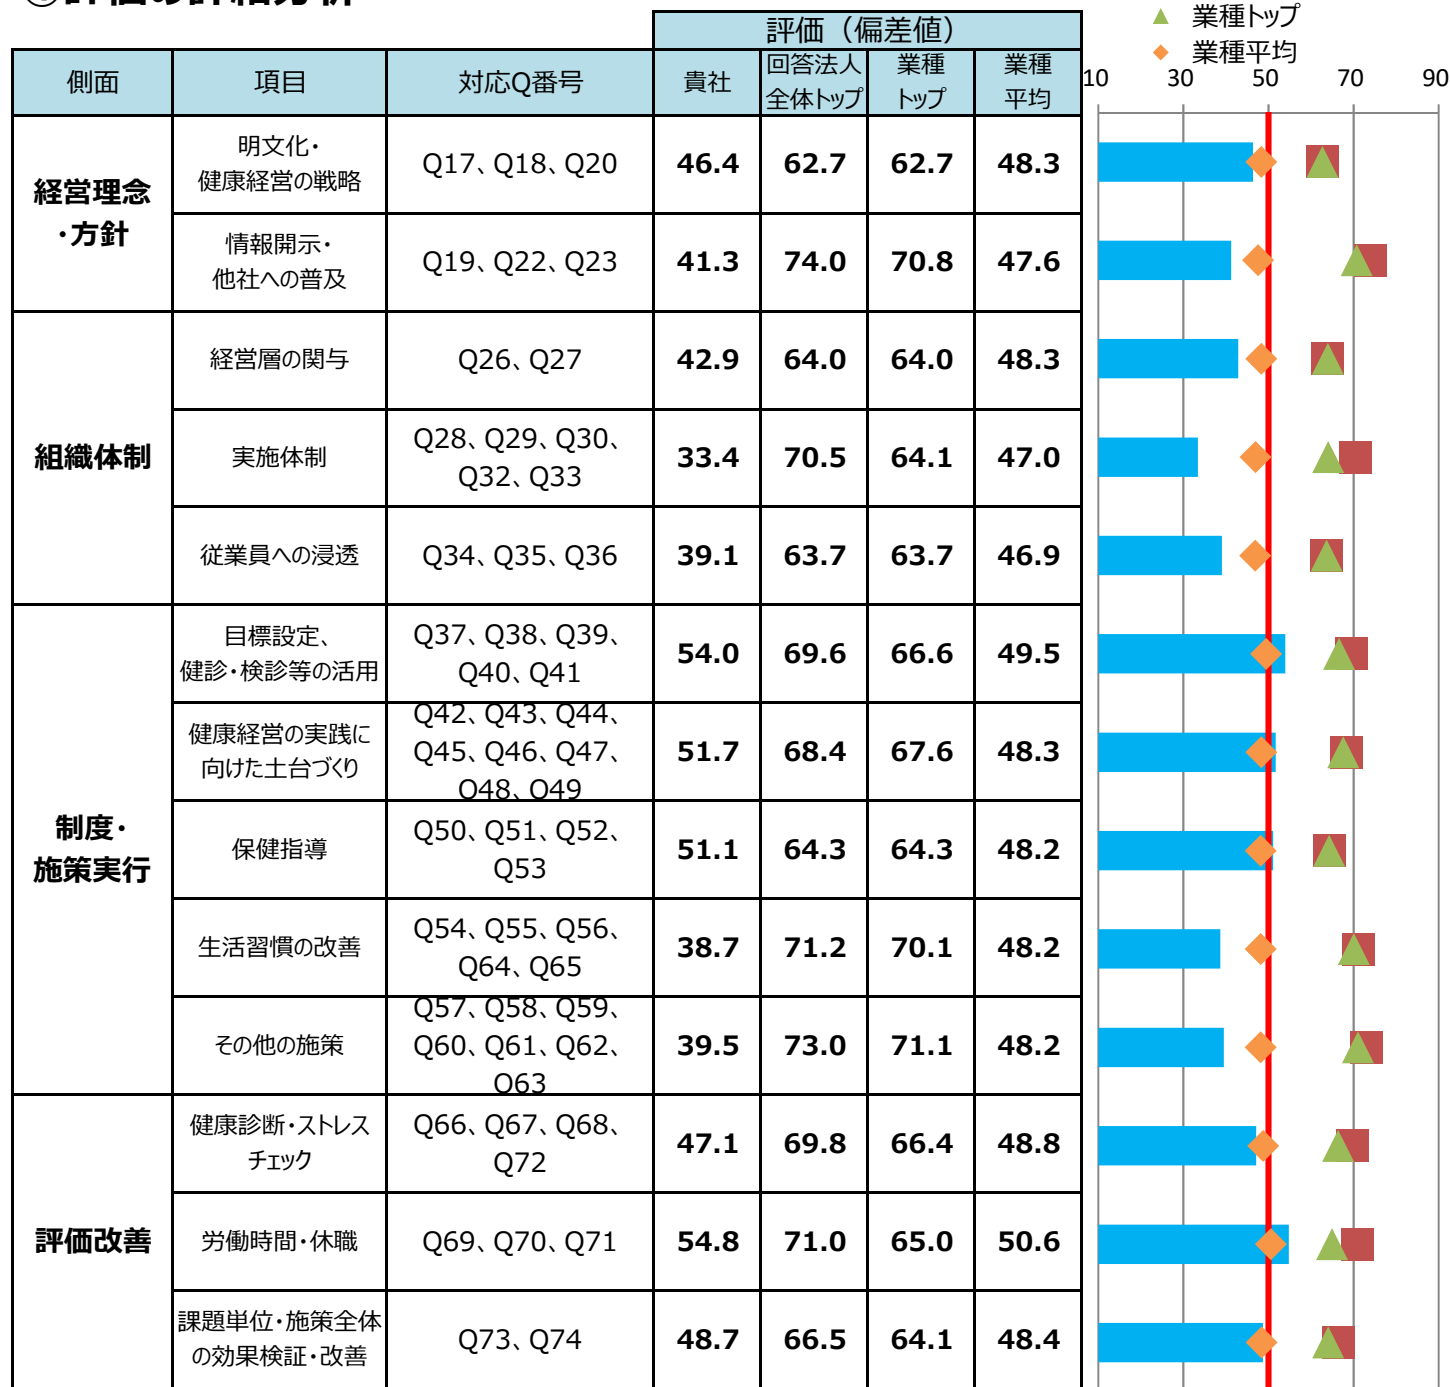 ①評価の詳細分析
▲ 業種トップ
◆ 業種平均
評価（偏差値）
側面 項目 対応Q番号 貴社 回答法人 業種 業種
全体トップ トップ 平均
10 30 50 70 90
経営理念
・方針
明文化・
健康経営の戦略
Q17、Q18、Q20 46.4 62.7 62.7 48.3
情報開示・
他社への普及
Q19、Q22、Q23 41.3 74.0 70.8 47.6
組織体制
経営層の関与 Q26、Q27 42.9 64.0 64.0 48.3
実施体制
Q28、Q29、Q30、
Q32、Q33
33.4 70.5 64.1 47.0
従業員への浸透 Q34、Q35、Q36 39.1 63.7 63.7 46.9
制度・
施策実行
目標設定、
健診・検診等の活用
Q37、Q38、Q39、
Q40、Q41
54.0 69.6 66.6 49.5
健康経営の実践に
向けた土台づくり
Q42、Q43、Q44、
Q45、Q46、Q47、
Q48、Q49
51.7 68.4 67.6 48.3
保健指導
Q50、Q51、Q52、
Q53
51.1 64.3 64.3 48.2
生活習慣の改善
Q54、Q55、Q56、
Q64、Q65
38.7 71.2 70.1 48.2
その他の施策
Q57、Q58、Q59、
Q60、Q61、Q62、
Q63
39.5 73.0 71.1 48.2
評価改善
健康診断・ストレス
チェック
Q66、Q67、Q68、
Q72
47.1 69.8 66.4 48.8
労働時間・休職 Q69、Q70、Q71 54.8 71.0 65.0 50.6
課題単位・施策全体
の効果検証・改善
Q73、Q74 48.7 66.5 64.1 48.4